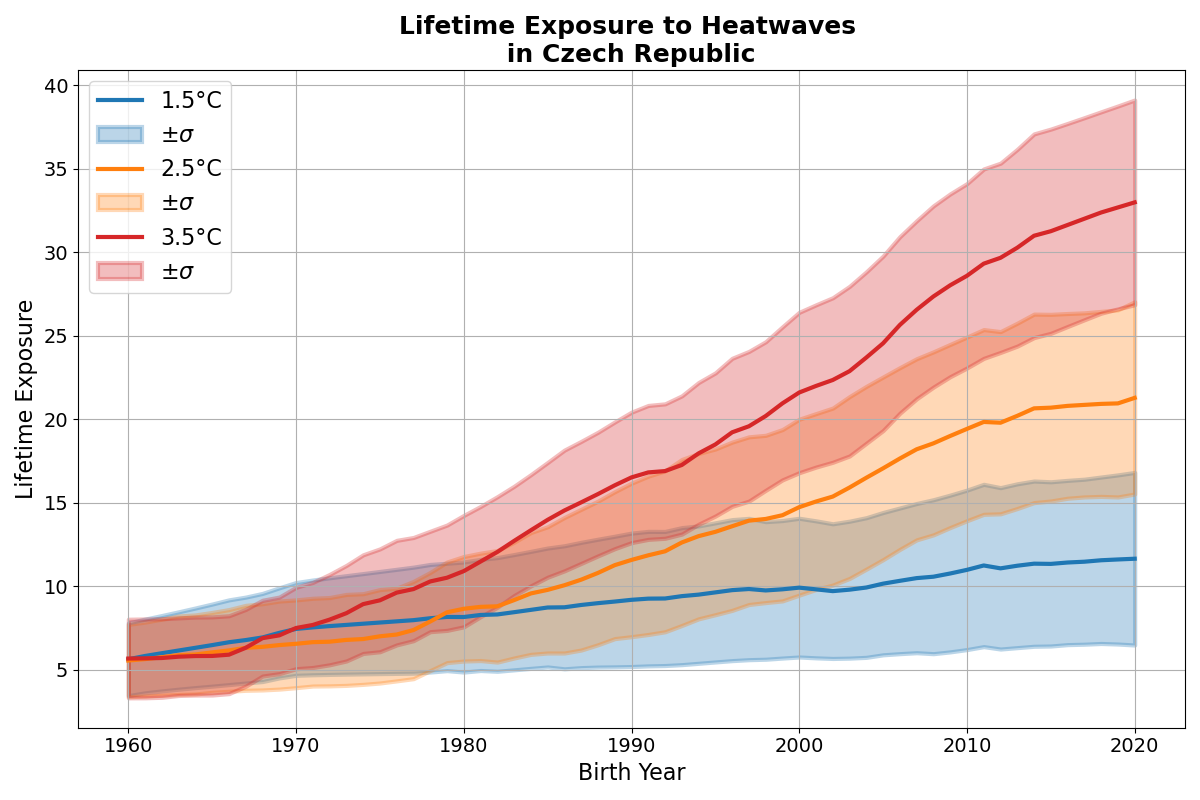 Lifetime Exposure to Heatwaves
in Czech Republic
Lifetime Exposure
40
35
30
25
20
15
10
5
1.5°C
±σ
2.5°C
±σ
3.5°C
±σ
1960 1970 1980 1990 2000 2010 2020
Birth Year